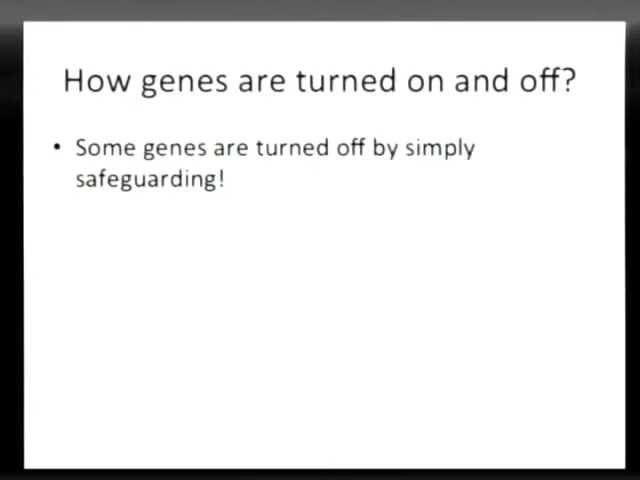 How genes are turned on and off?
• Some genes are turned off by simply
safeguarding!